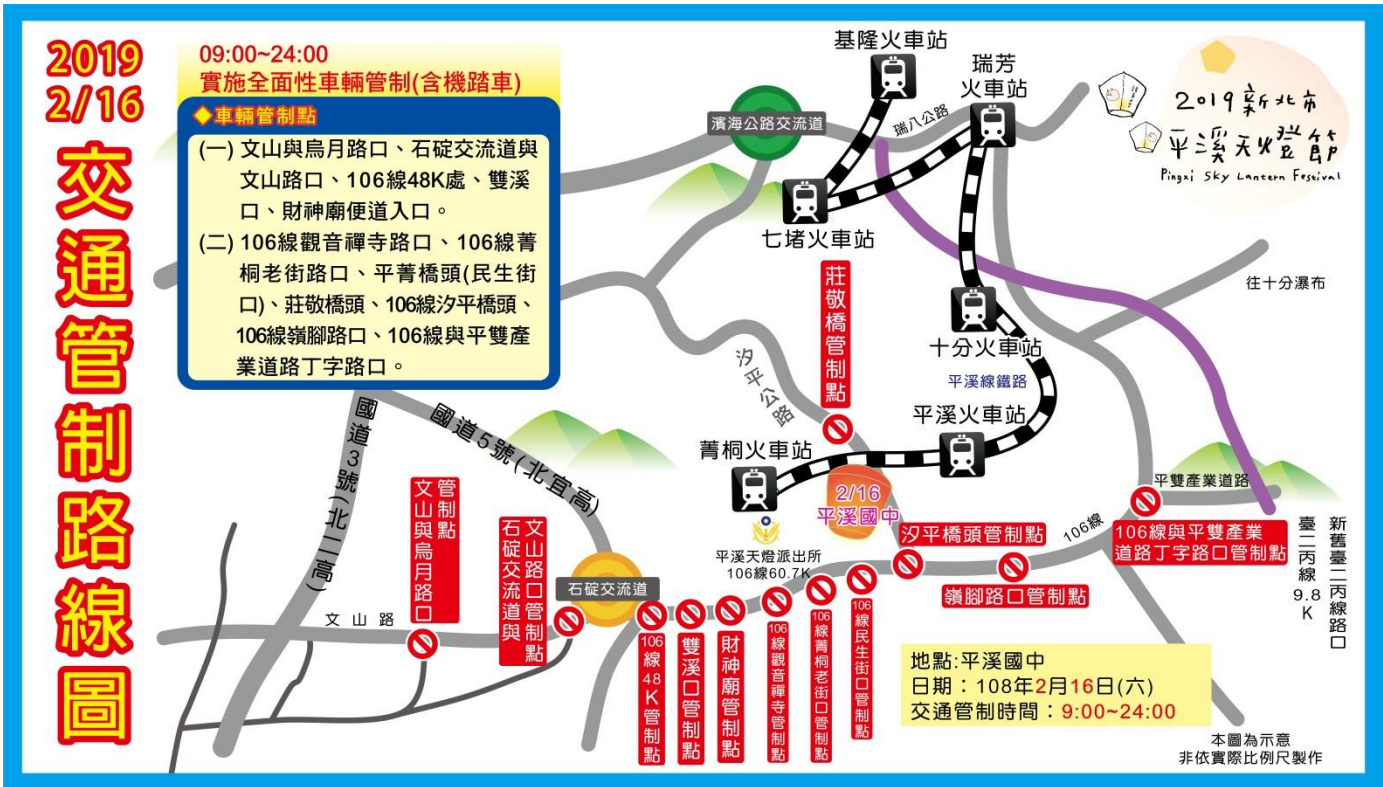 2019
2/16
交通管制路線圖
09:00~24:00
實施全面性車輛管制(含機踏車)
◆車輛管制點
(一) 文山與烏月路口、石碇交流道與
文山路口、106線48K處、雙溪
口、財神廟便道入口。
(二) 106線觀音禪寺路口、106線菁
桐老街路口、平菁橋頭(民生街
口)、莊敬橋頭、106線汐平橋頭、
106線嶺腳路口、106線與平雙產
業道路丁字路口。
基隆火車站
瑞芳
火車站
濱海公路交流道
瑞八公路
七堵火車站
2019新北市
平溪天燈節
Pingxi Sky Lantern Festival
往十分瀑布
莊敬橋管制點
十分火車站
平溪線鐵路
汐平公路
平溪火車站
菁桐火車站
國道3號(北二高)
國道5號(北宜高)
2/16
平溪國中
平溪天燈派出所
106線60.7K
文山與烏月路口
管制點
石碇交流道與
文山路口管制點
石碇交流道
文山路
汐平橋頭管制點
106線
平雙產業道路
106線與平雙產業
道路丁字路口管制點
嶺腳路口管制點
新舊臺二丙線路口
臺二丙線9.8K
106線48K管制點
雙溪口管制點
財神廟管制點
106線觀音禪寺管制點
106線菁桐老街口管制點
106線民生街口管制點
地點:平溪國中
日期：108年2月16日(六)
交通管制時間：9:00~24:00
本圖為示意
非依實際比例尺製作